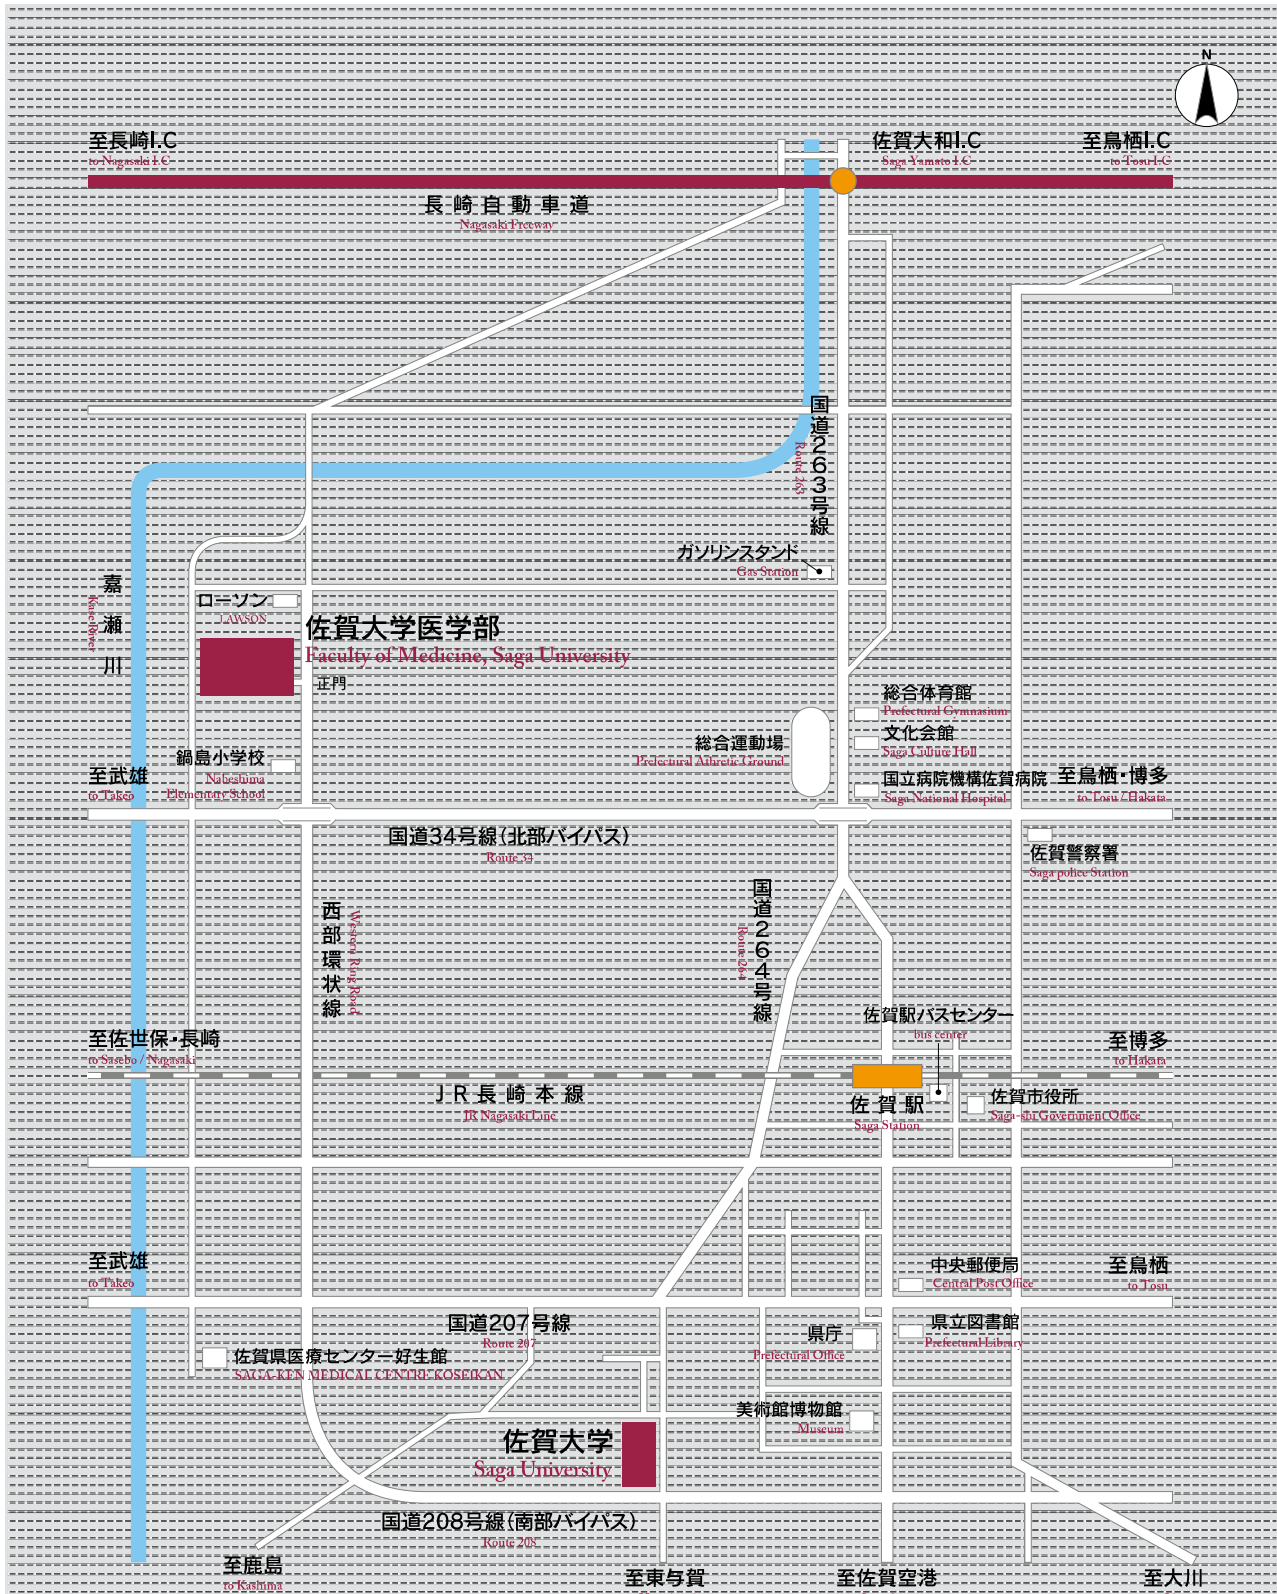 N
至長崎I.C
to Nagasaki I.C
佐賀大和I.C
Saga Yamato I.C
至鳥栖I.C
to Tosu I.C
長崎自動車道
Nagasaki Freeway
国道263号線
Route 263
ガソリンスタンド
Gas Station
嘉瀬川
Kase River
ローソン
LAWSON
佐賀大学医学部
Faculty of Medicine, Saga University
正門
総合体育館
Prefectural Gymnasium
文化会館
Saga Culture Hall
総合運動場
Prefectural Athretic Ground
鍋島小学校
Nabeshima
Elementary School
国立病院機構佐賀病院
Saga National Hospital
至武雄
to Takeo
至鳥栖・博多
to Tosu / Hakata
国道34号線(北部バイパス)
Route 34
佐賀警察署
Saga police Station
西部環状線
Western Ring Road
国道264号線
Route 264
佐賀駅バスセンター
bus center
至佐世保・長崎
to Sasebo / Nagasaki
至博多
to Hakata
JR長崎本線
JR Nagasaki Line
佐賀駅
Saga Station
佐賀市役所
Saga-shi Government Office
至武雄
to Takeo
中央郵便局
Central Post Office
至鳥栖
to Tosu
国道207号線
Route 207
県庁
Prefectural Office
県立図書館
Prefectural Library
佐賀県医療センター好生館
SAGA-KEN MEDICAL CENTRE KOSEIKAN
美術館博物館
Museum
佐賀大学
Saga University
国道208号線(南部バイパス)
Route 208
至鹿島
to Kashima
至東与賀
至佐賀空港
至大川